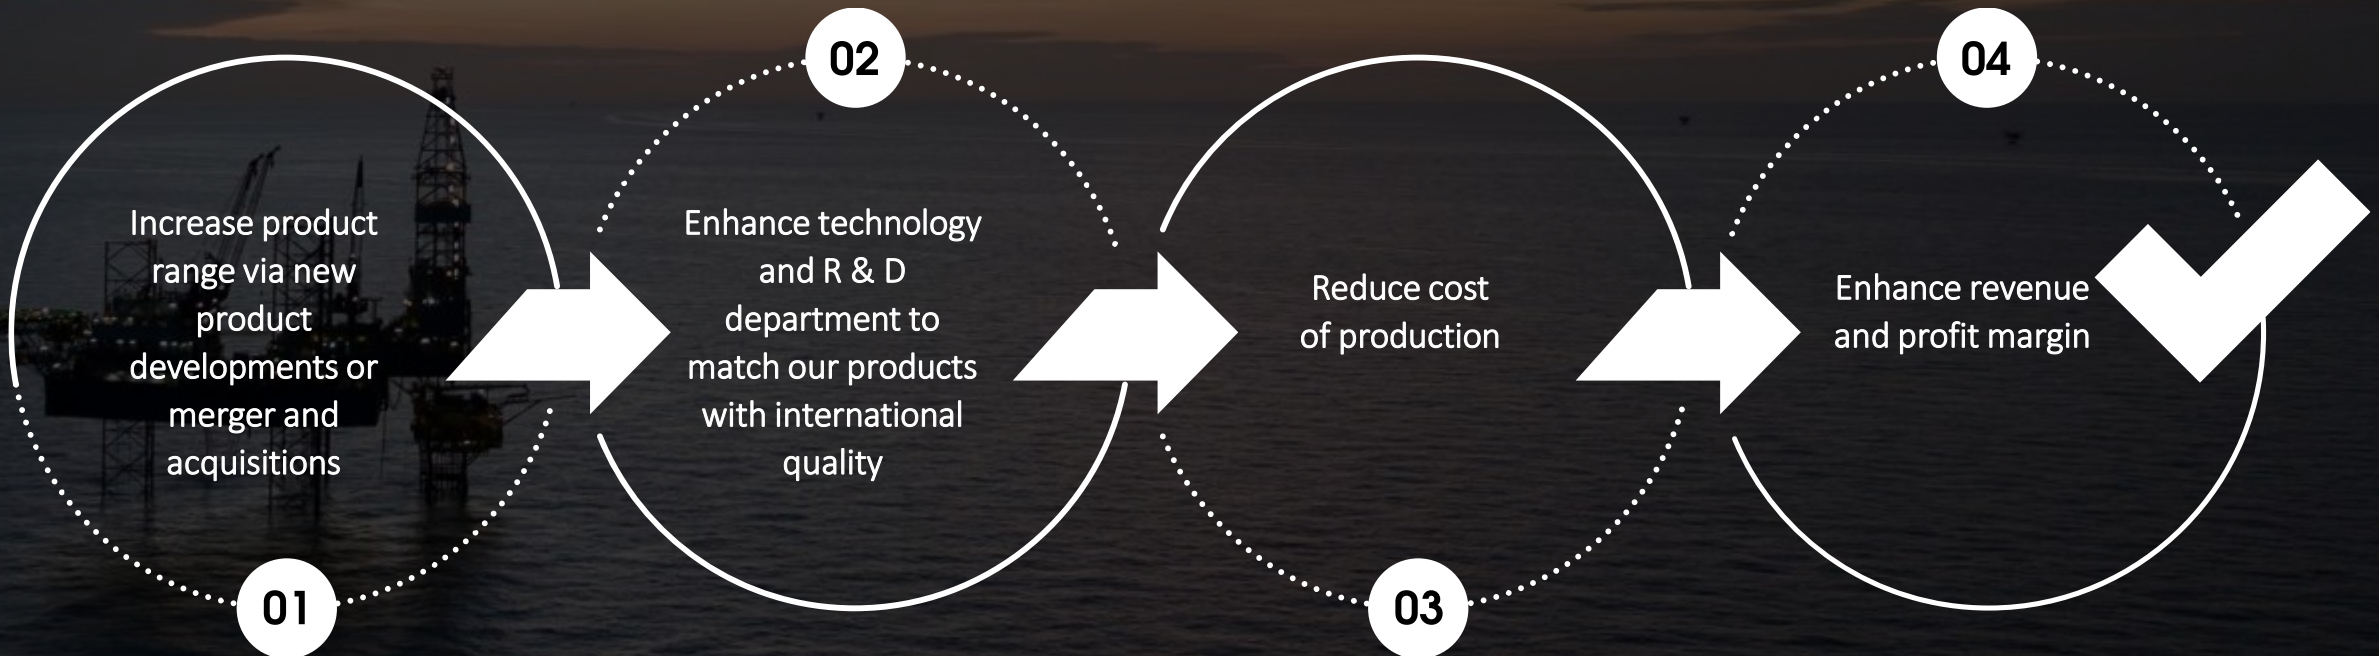 Increase product
range via new
product
developments or
merger and
acquisitions
01
02
Enhance technology
and R & D
department to
match our products
with international
quality
Reduce cost
of production
03
04
Enhance revenue
and profit margin